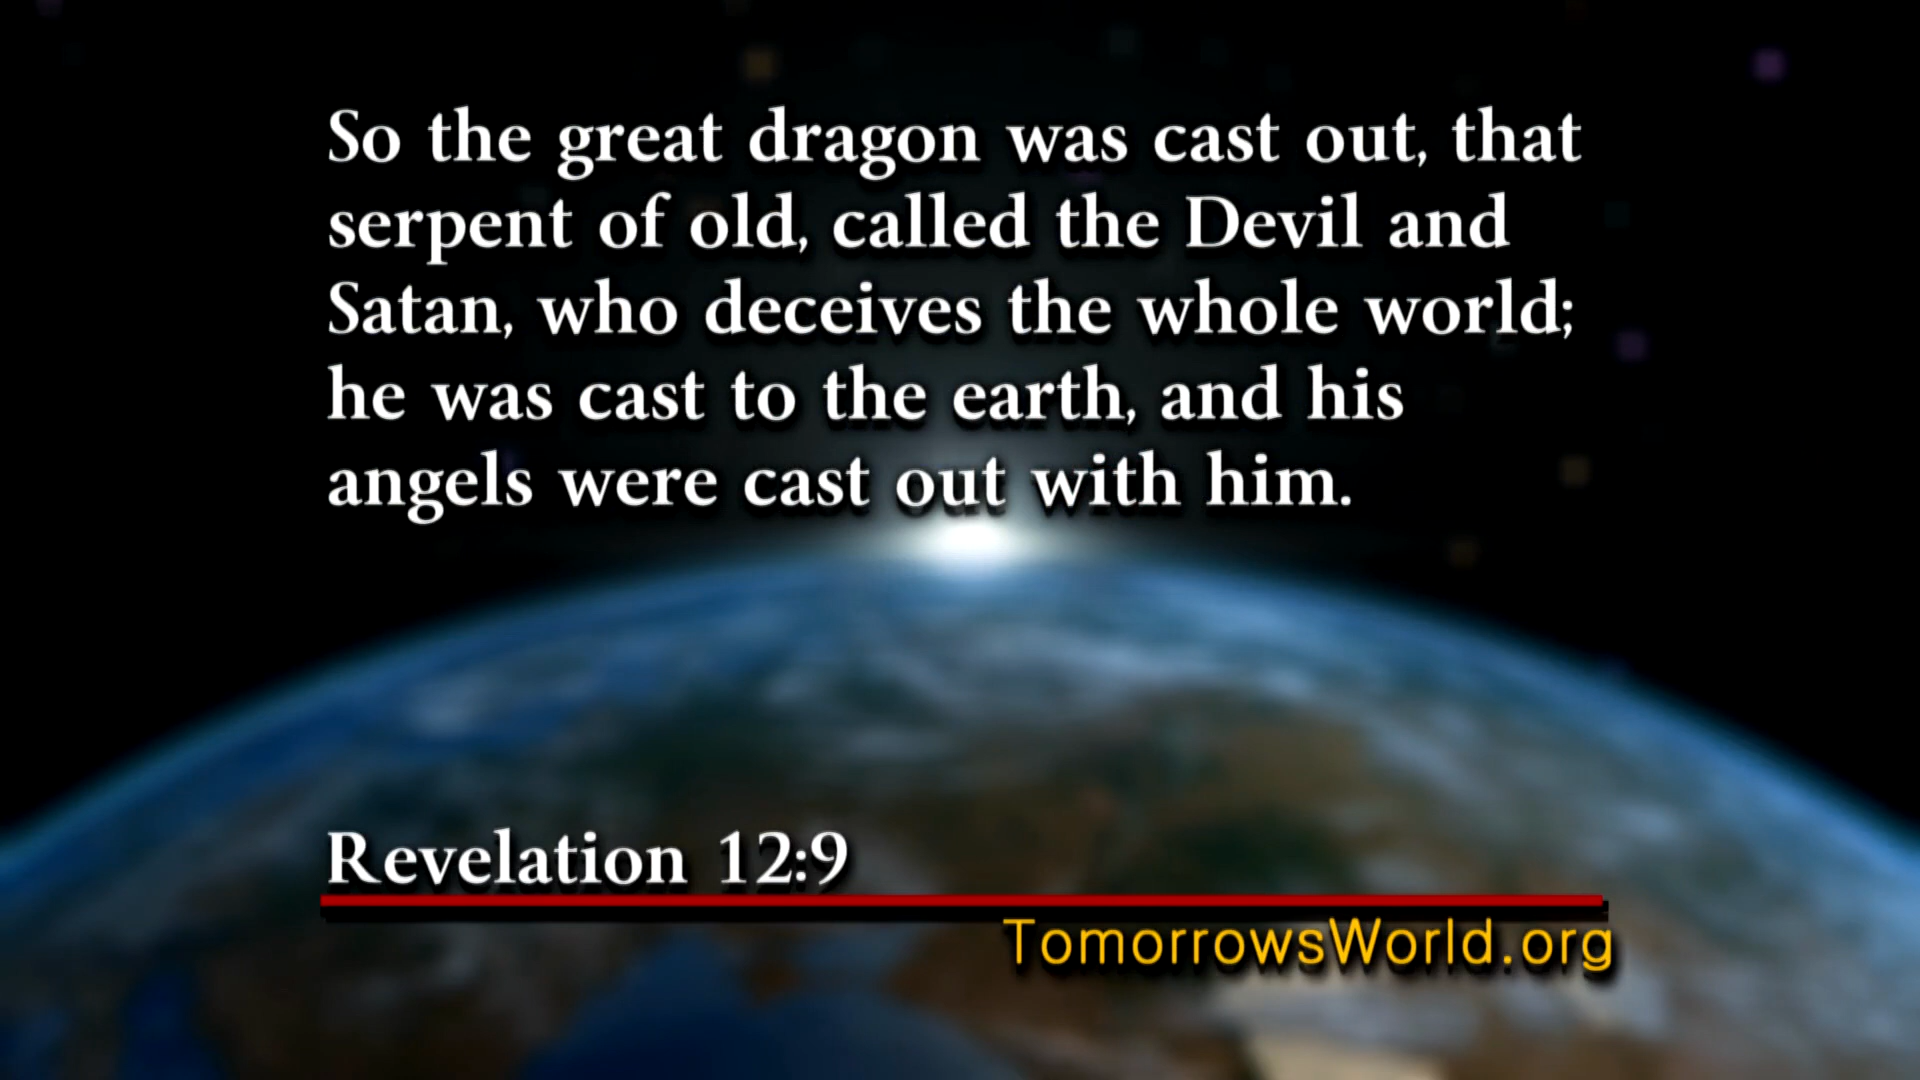 So the great dragon was cast out, that
serpent of old, called the Devil and
Satan, who deceives the whole world;
he was cast to the earth, and his
angels were cast out with him.
Revelation 12:9
TomorrowsWorld.org